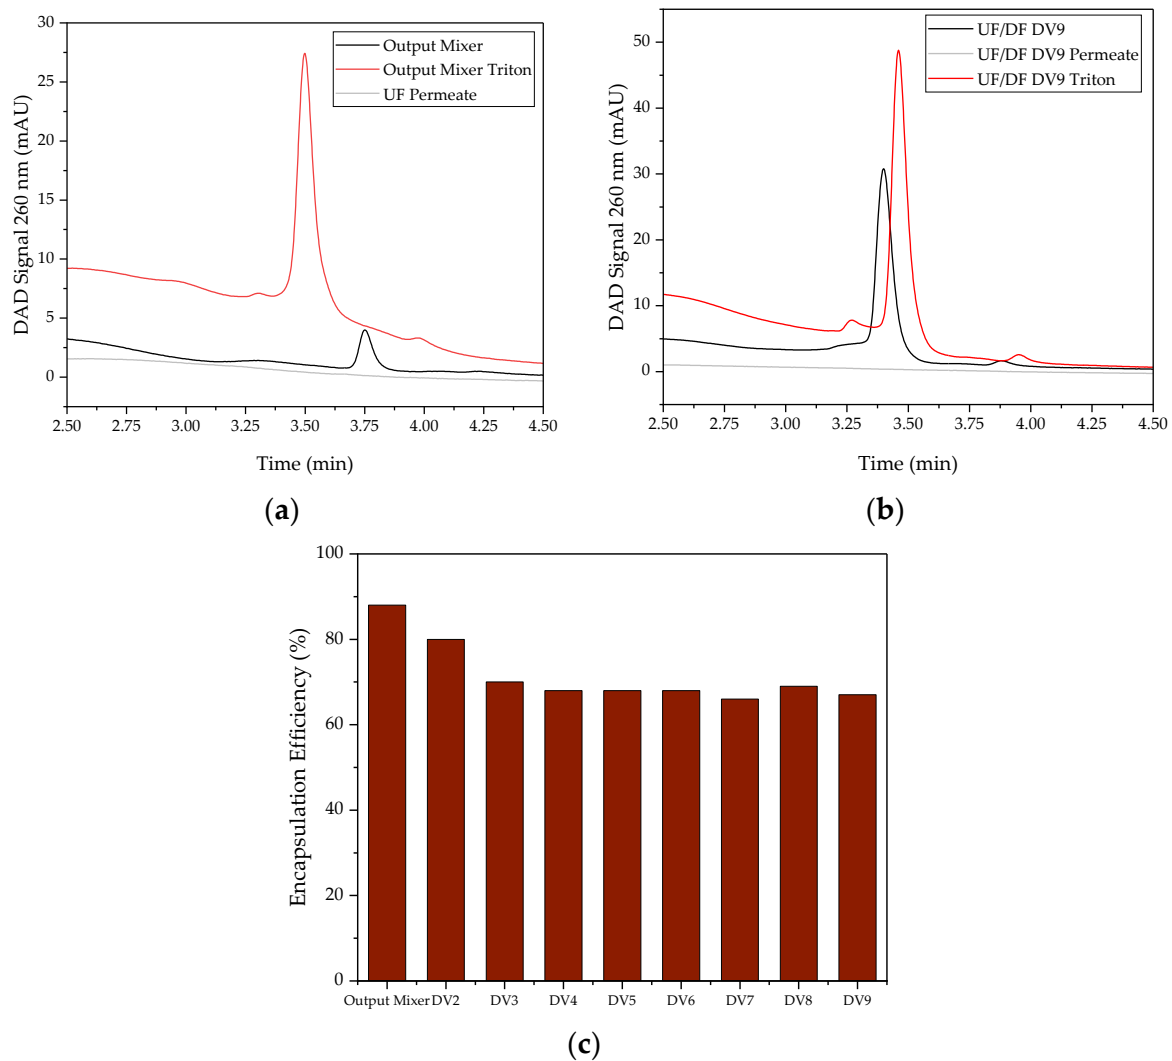 30
25
20
15
10
5
0
DAD Signal 260 nm (mAU)
Output Mixer
Output Mixer Triton
UF Permeate
2.50 2.75 3.00 3.25 3.50 3.75 4.00 4.25 4.50
Time (min)
(a)
50
40
30
20
10
0
DAD Signal 260 nm (mAU)
UF/DF DV9
UF/DF DV9 Permeate
UF/DF DV9 Triton
2.50 2.75 3.00 3.25 3.50 3.75 4.00 4.25 4.50
Time (min)
(b)
100
80
60
40
20
0
Encapsulation Efficiency (%)
Output Mixer DV2 DV3 DV4 DV5 DV6 DV7 DV8 DV9
(c)